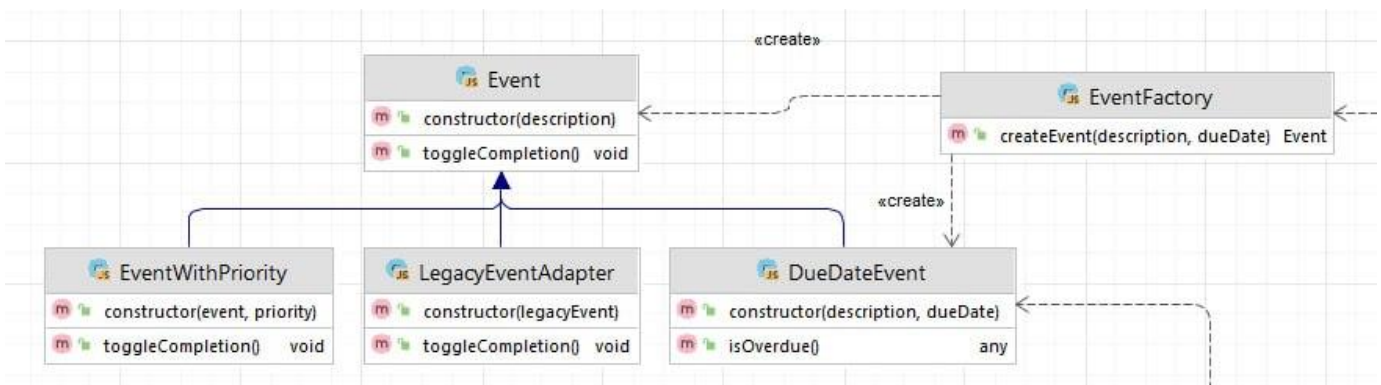 «create»
Event
constructor(description)
toggleCompletion() void
EventFactory
createEvent(description, dueDate) Event
«create»
EventWithPriority
constructor(event, priority)
toggleCompletion() void
LegacyEventAdapter
constructor(legacyEvent)
toggleCompletion() void
DueDateEvent
constructor(description, dueDate)
isOverdue() any